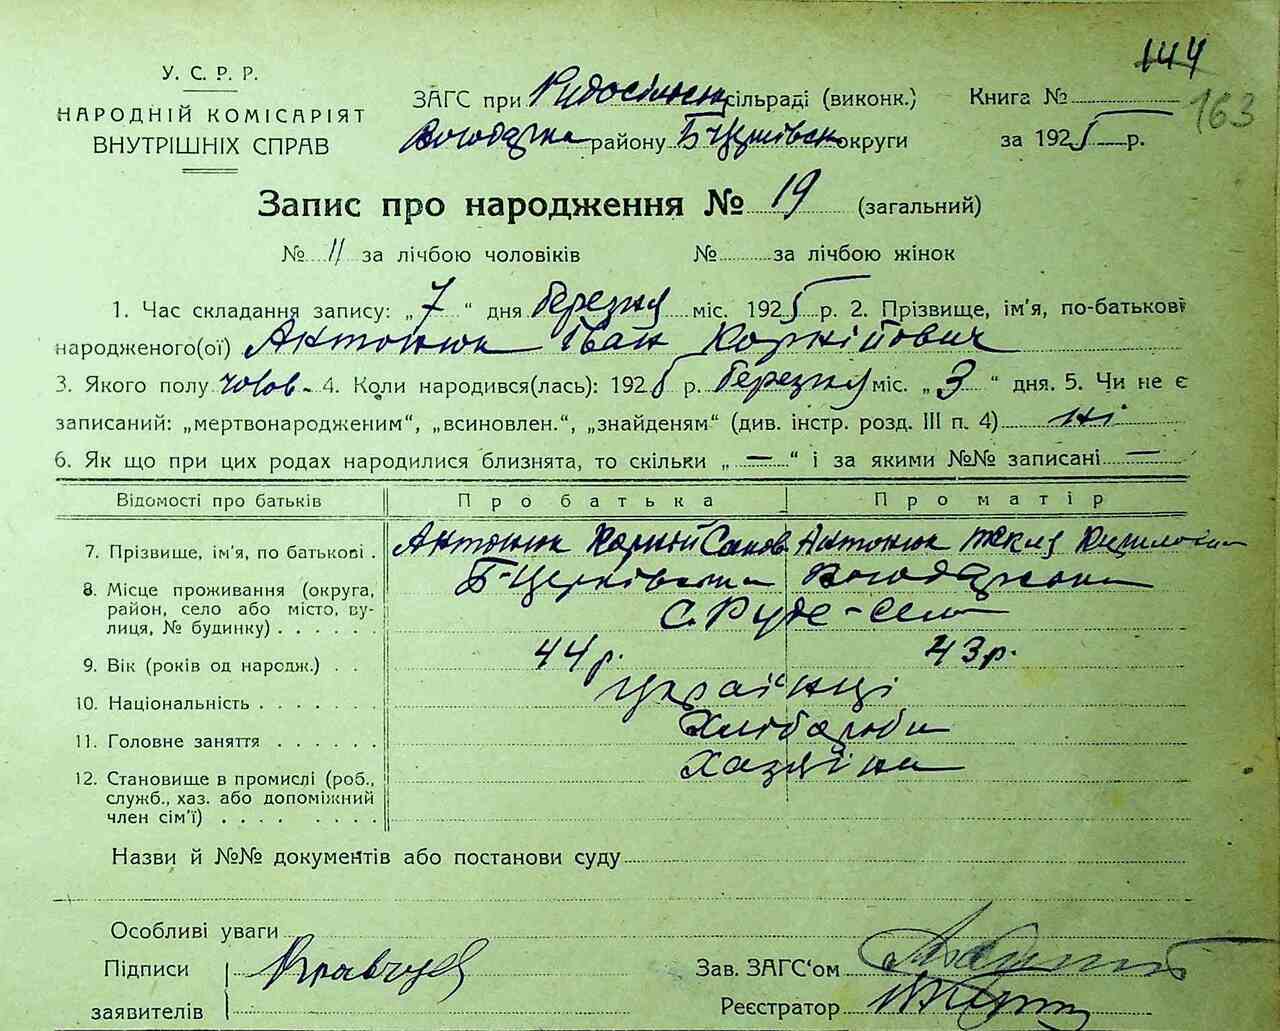 144
163
У. С. Р. Р.
НАРОДНІЙ КОМІСАРІЯТ
ВНУТРІШНІХ СПРАВ
ЗАГС при Рудосільськ. сільраді (виконк.) Книга №
району Б-Церківськ округи за 1925 р.
Запис про народження № 19 (загальний)
№ 11 за лічбою чоловіків № за лічбою жінок
1. Час складання запису: „ 7 “ дня березня міс. 1925 р. 2. Прізвище, ім'я, по-батькові
народженого(ої) Антонюк Іван Корнійович
3. Якого полу чолов- 4. Коли народився(лась): 1925 р. березня міс. „ 3 “ дня. 5. Чи не є
записаний: „мертвонародженим“, „всиновлен.“, „знайденям“ (див. інстр. розд. III п. 4) ні
6. Як що при цих родах народилися близнята, то скільки „ — “ і за якими №№ записані —
Відомості про батьків Про батька Про матір
7. Прізвище, ім'я, по батькові . Антонюк Корній Саков Антонюк
8. Місце проживання (округа, Б-Церківська
район, село або місто, ву- с. Руде-Село
лиця, № будинку) . . . . . .
9. Вік (років од народж.) . . 44 р. 43 р.
10. Національність . . . . . . . українці
11. Головне заняття . . . . . . Хлібороби
12. Становище в промислі (роб., Хазяїни
служб., хаз. або допоміжний
член сім'ї) . . . . . . . .
Назви й №№ документів або постанови суду
Особливі уваги
Підписи Кравчук
заявителів
Зав. ЗАГС‘ом
Реєстратор